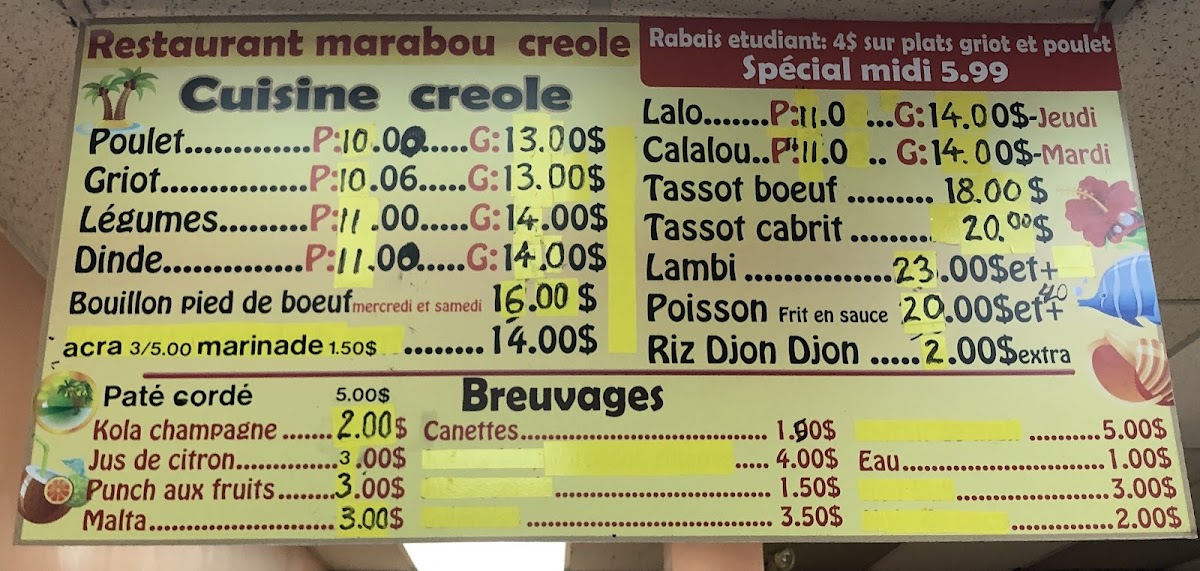 Restaurant marabou creole
Cuisine creole
Poulet..............P:10.00.....G:13.00$
Griot................P:10.06.....G:13.00$
Légumes.........P:11.00.....G:14.00$
Dinde...............P:11.00.....G:14.00$
Bouillon pied de boeuf mercredi et samedi 16.00 $
acra 3/5.00 marinade 1.50$ ......... 14.00$
Rabais etudiant: 4$ sur plats griot et poulet
Spécial midi 5.99
Lalo........P:11.0 ...G:14.00$-Jeudi
Calalou..P:11.0 .. G:14.00$-Mardi
Tassot boeuf ......... 18.00 $
Tassot cabrit ......... 20.00$
Lambi .................23.00$et+
Poisson Frit en sauce 20.00$et+ 40
Riz Djon Djon .....2.00$extra
Paté cordé 5.00$
Kola champagne .......2.00$
Jus de citron..............3.00$
Punch aux fruits........3.00$
Malta..........................3.00$
Breuvages
Canettes................................... 1.00$
..... 4.00$
............................... 1.50$
................................... 3.50$
..........5.00$
Eau.............................1.00$
......................3.00$
..............2.00$